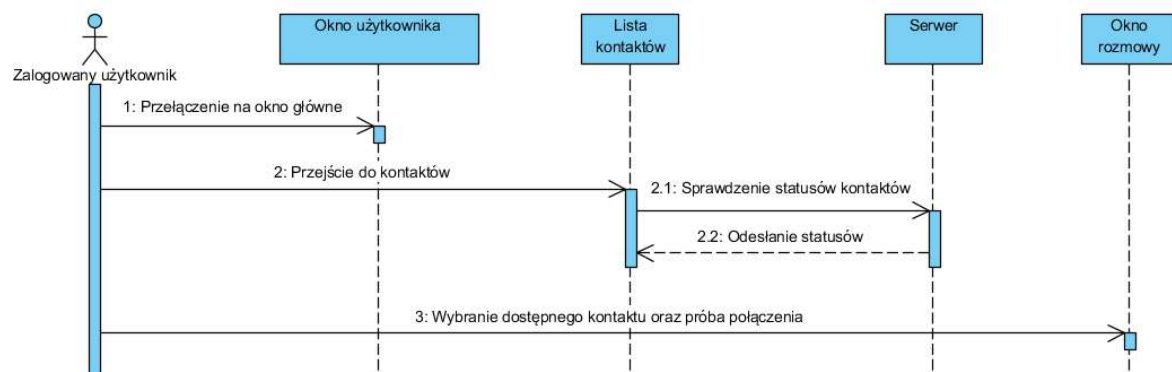 Okno użytkownika
Lista
kontaktów
Serwer
Okno
rozmowy
Zalogowany użytkownik
1: Przełączenie na okno główne
2: Przejście do kontaktów
2.1: Sprawdzenie statusów kontaktów
2.2: Odesłanie statusów
3: Wybranie dostępnego kontaktu oraz próba połączenia